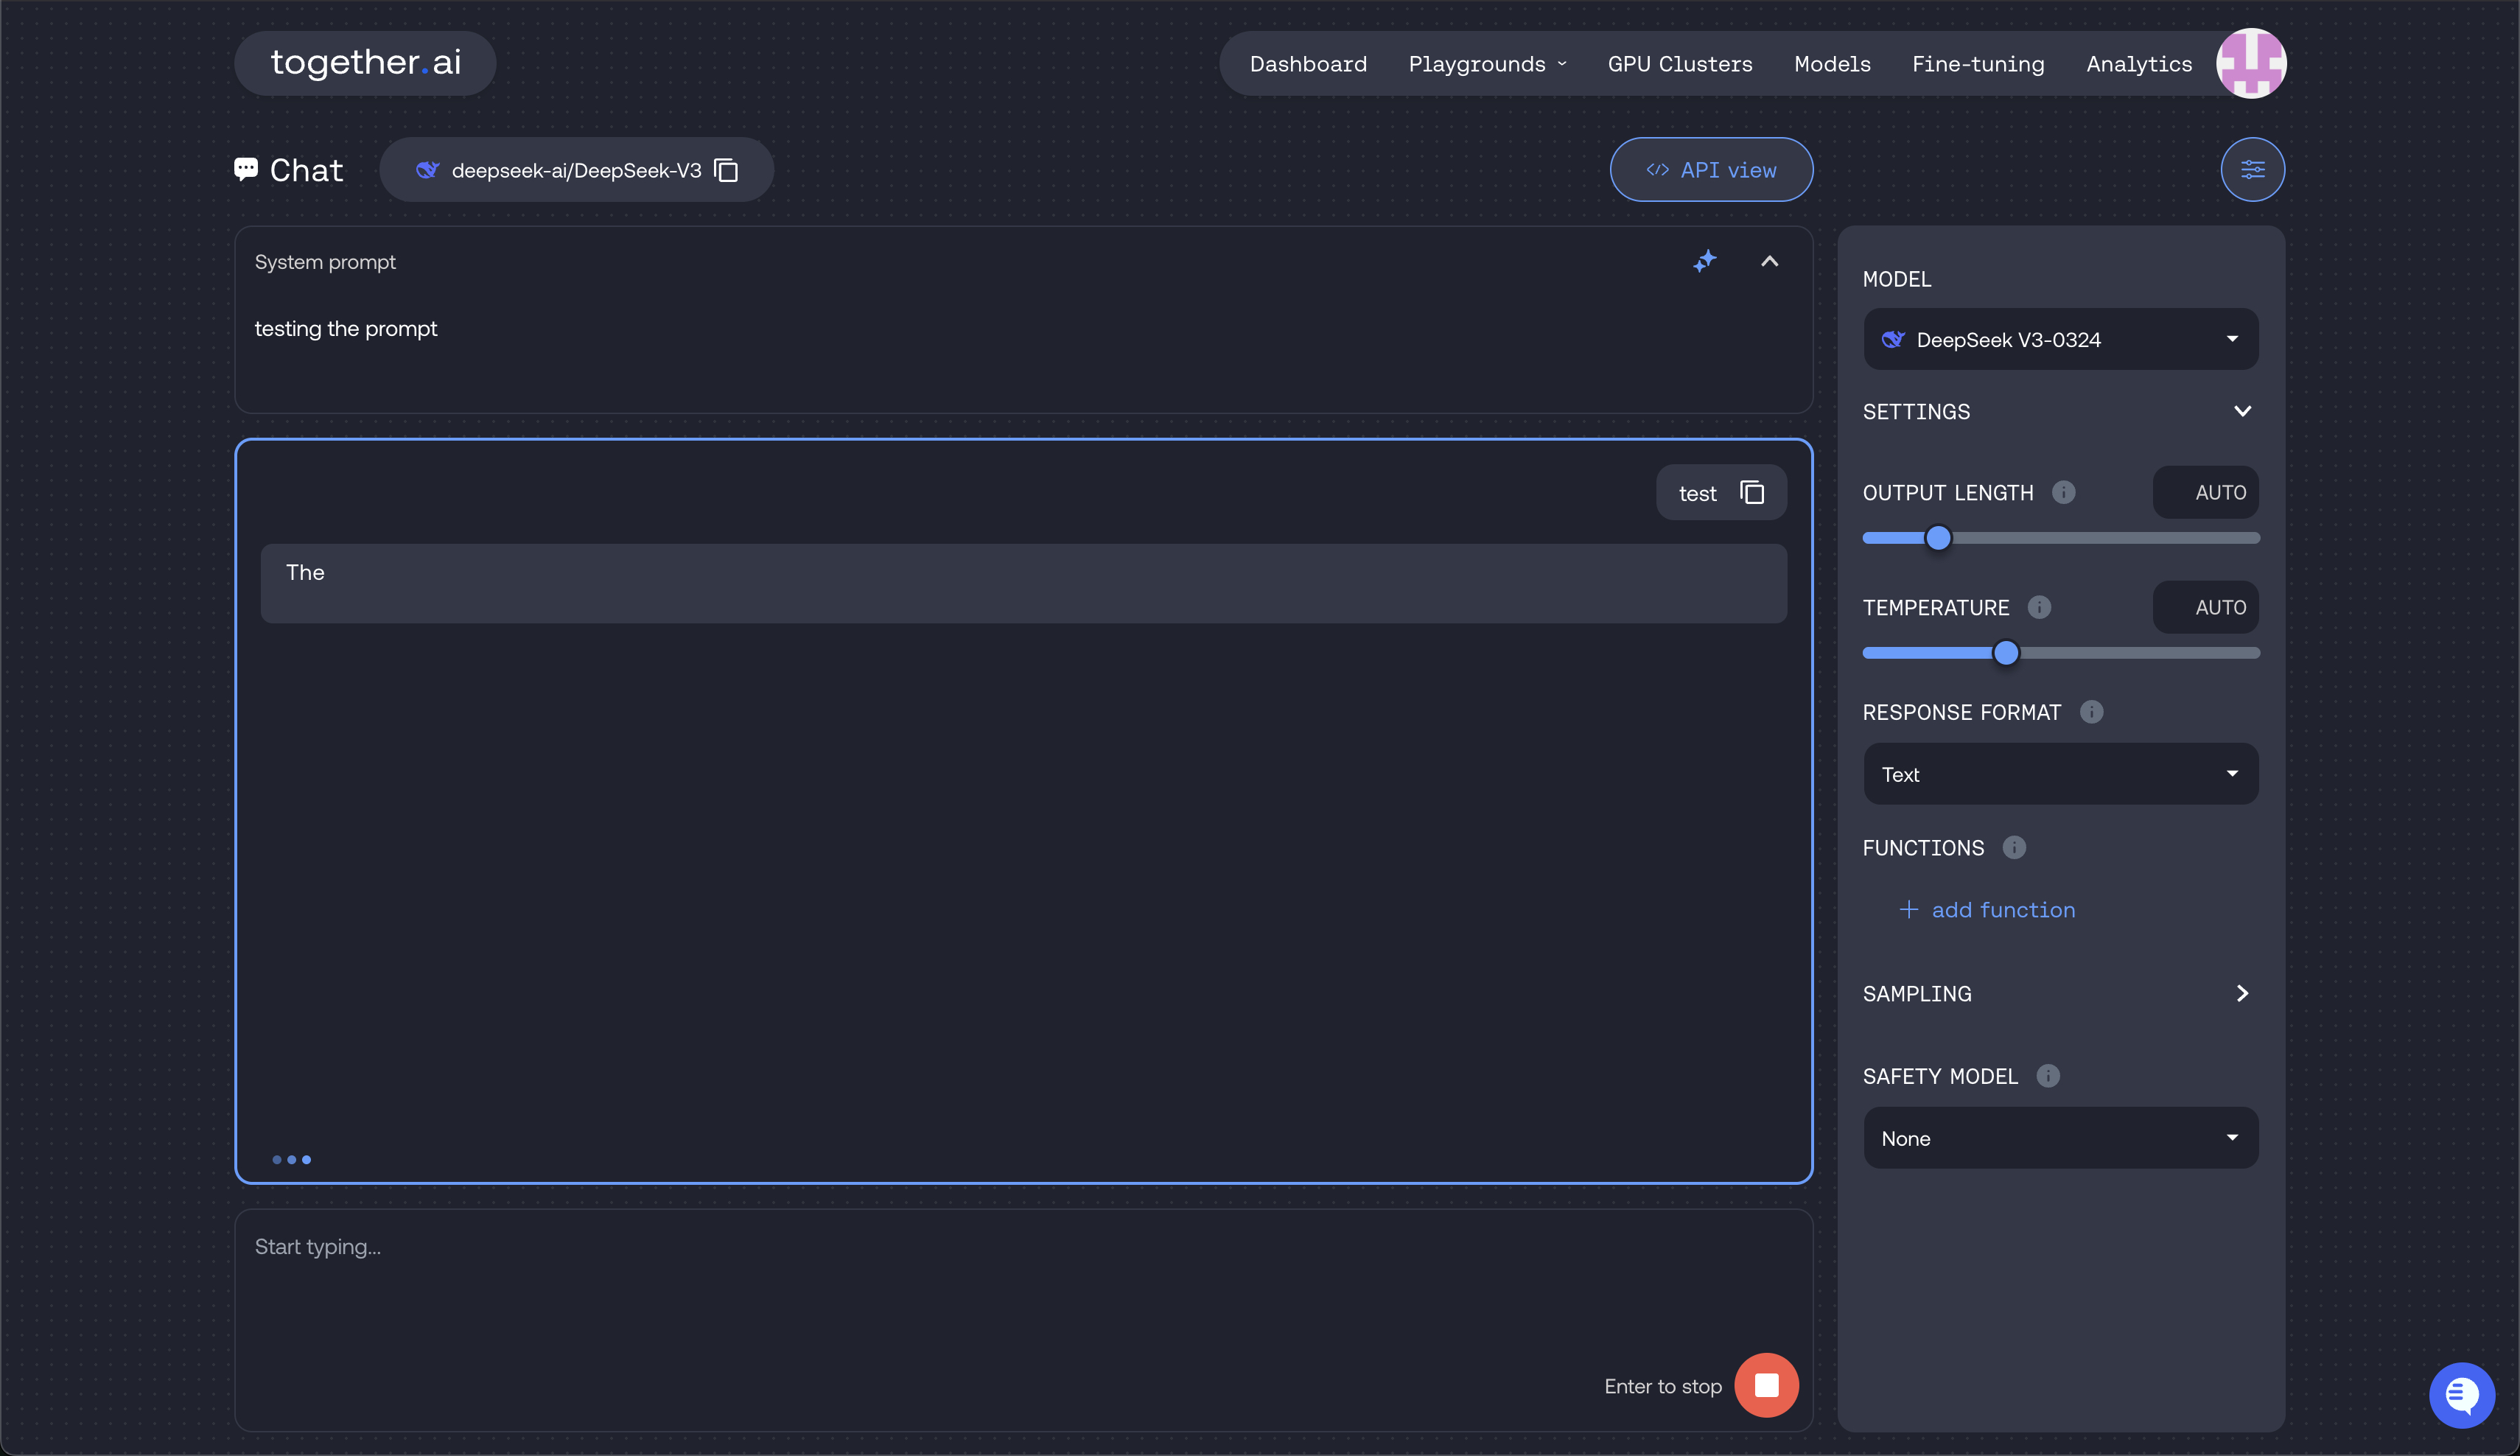 together.ai
Dashboard Playgrounds GPU Clusters Models Fine-tuning Analytics
Chat deepseek-ai/DeepSeek-V3
</> API view
System prompt
testing the prompt
test
The
Start typing...
Enter to stop
MODEL
DeepSeek V3-0324
SETTINGS
OUTPUT LENGTH AUTO
TEMPERATURE AUTO
RESPONSE FORMAT
Text
FUNCTIONS
+ add function
SAMPLING
SAFETY MODEL
None